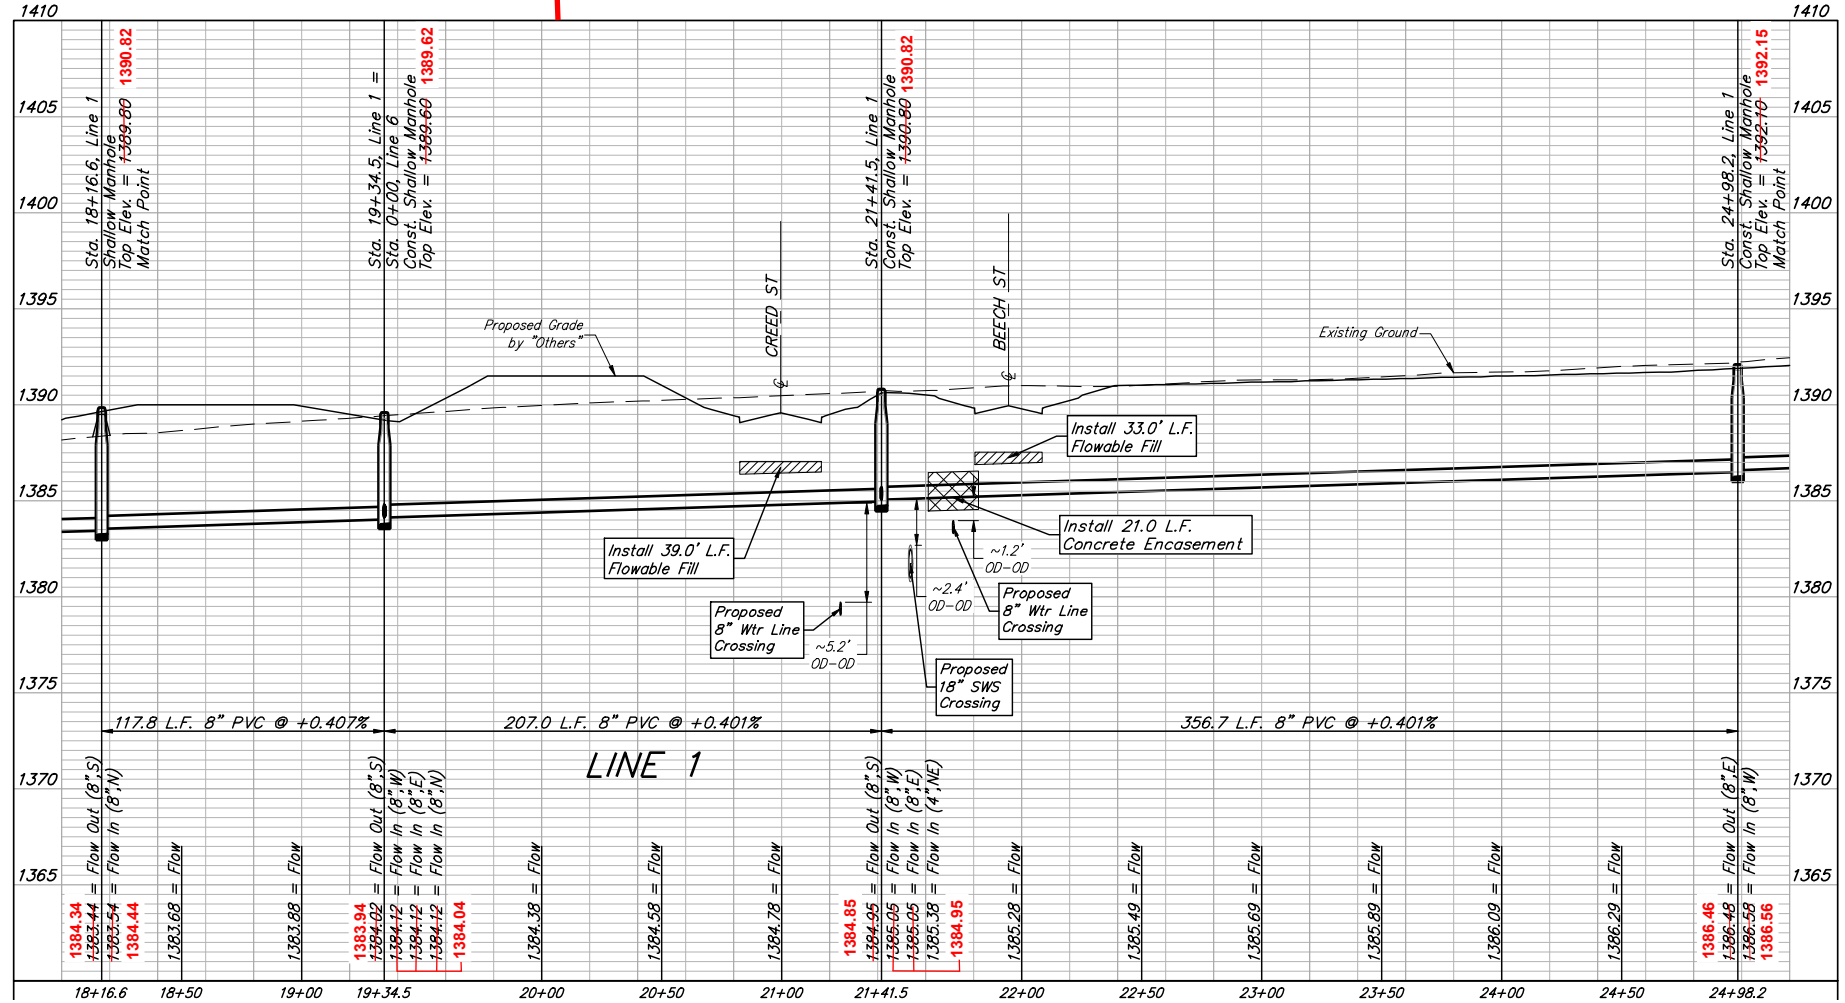 1410
1410
1405
1405
1400
1400
1395
1395
1390
1390
1385
1385
1380
1380
1375
1375
1370
1370
1365
1365
Sta. 18+16.6, Line 1
Shallow Manhole
Top Elev. = 1389.80 1390.82
Match Point
Sta. 19+34.5, Line 1 =
Sta. 0+00, Line 6
Const. Shallow Manhole
Top Elev. = 1389.60 1389.62
Sta. 21+41.5, Line 1
Const. Shallow Manhole
Top Elev. = 1390.80 1390.82
Sta. 24+98.2, Line 1
Const. Shallow Manhole
Top Elev. = 1392.10 1392.15
Match Point
CREED ST
BEECH ST
℄
℄
Proposed Grade
by "Others"
Existing Ground
Install 33.0' L.F.
Flowable Fill
Install 21.0 L.F.
Concrete Encasement
Install 39.0' L.F.
Flowable Fill
~1.2'
OD-OD
~2.4'
OD-OD
Proposed
8" Wtr Line
Crossing
Proposed
8" Wtr Line
Crossing
~5.2'
OD-OD
Proposed
18" SWS
Crossing
117.8 L.F. 8" PVC @ +0.407%
207.0 L.F. 8" PVC @ +0.401%
356.7 L.F. 8" PVC @ +0.401%
LINE 1
1384.34
1383.44 = Flow Out (8",S)
1383.54 = Flow In (8",N)
1384.44
1383.68 = Flow
1383.88 = Flow
1383.94
1384.02 = Flow Out (8",S)
1384.12 = Flow In (8",W)
1384.12 = Flow In (8",E)
1384.12 = Flow In (8",N)
1384.04
1384.38 = Flow
1384.58 = Flow
1384.78 = Flow
1384.85
1384.95 = Flow Out (8",S)
1385.05 = Flow In (8",W)
1385.05 = Flow In (8",E)
1385.38 = Flow In (4",NE)
1384.95
1385.28 = Flow
1385.49 = Flow
1385.69 = Flow
1385.89 = Flow
1386.09 = Flow
1386.29 = Flow
1386.46
1386.48 = Flow Out (8",E)
1386.58 = Flow In (8",W)
1386.56
18+16.6
18+50
19+00
19+34.5
20+00
20+50
21+00
21+41.5
22+00
22+50
23+00
23+50
24+00
24+50
24+98.2